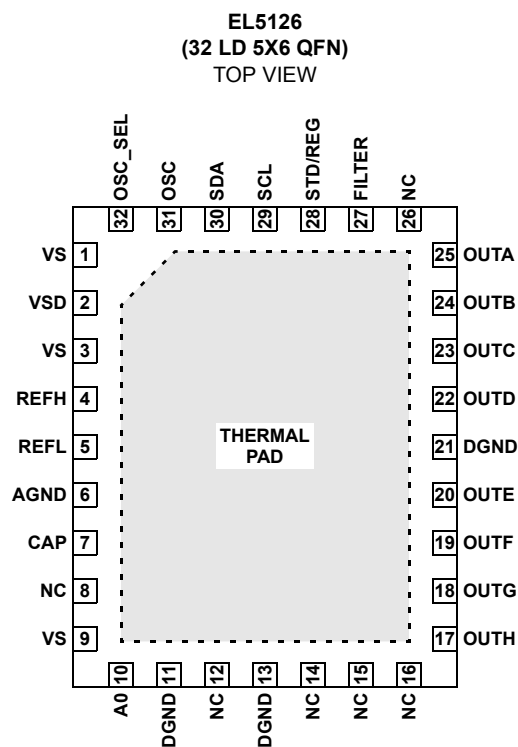 EL5126
(32 LD 5X6 QFN)
TOP VIEW
32 OSC_SEL
31 OSC
30 SDA
29 SCL
28 STD/REG
27 FILTER
26 NC
VS 1
VSD 2
VS 3
REFH 4
REFL 5
AGND 6
CAP 7
NC 8
VS 9
THERMAL
PAD
25 OUTA
24 OUTB
23 OUTC
22 OUTD
21 DGND
20 OUTE
19 OUTF
18 OUTG
17 OUTH
A0 10
DGND 11
NC 12
DGND 13
NC 14
NC 15
NC 16